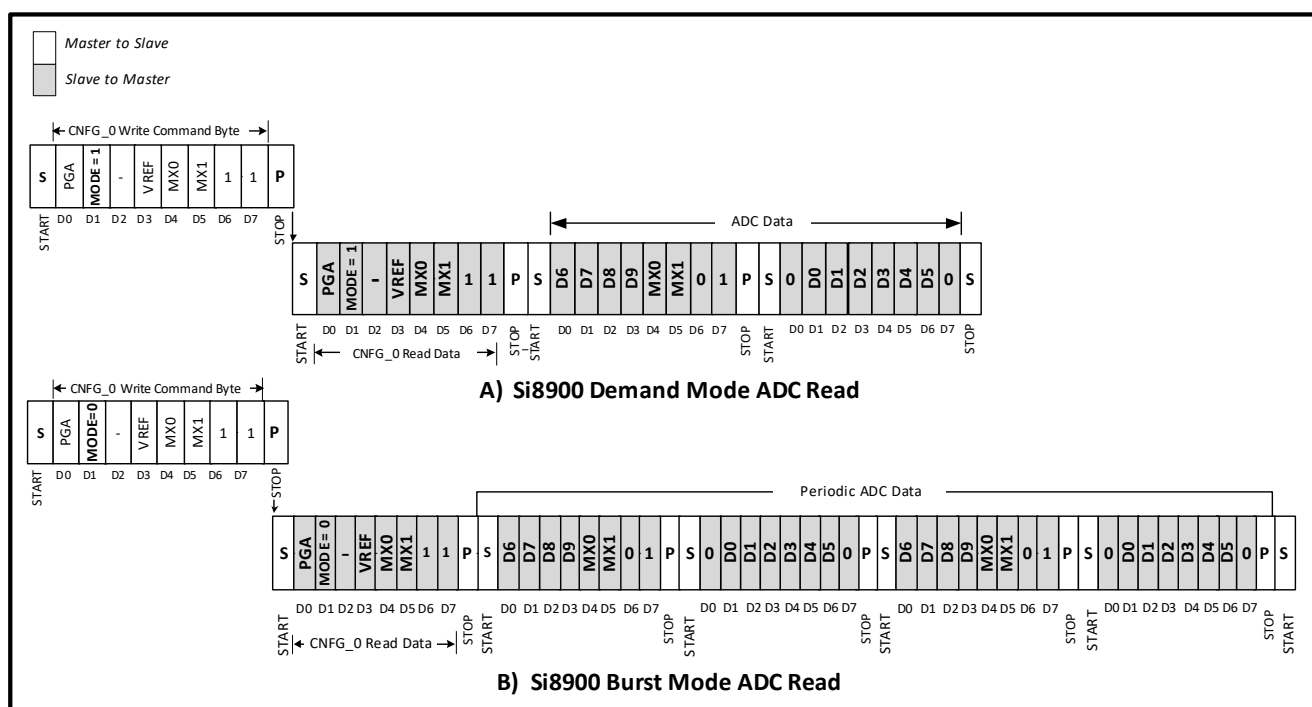 Master to Slave
Slave to Master
CNFG_0 Write Command Byte
S PGA MODE = 1 - VREF MX0 MX1 1 1 P
START D0 D1 D2 D3 D4 D5 D6 D7 STOP
ADC Data
S PGA MODE = 1 - VREF MX0 MX1 1 1 P S D6 D7 D8 D9 MX0 MX1 0 1 P S 0 D0 D1 D2 D3 D4 D5 0 S
START D0 D1 D2 D3 D4 D5 D6 D7 STOP START D0 D1 D2 D3 D4 D5 D6 D7 STOP START D0 D1 D2 D3 D4 D5 D6 D7 STOP
CNFG_0 Read Data
A) Si8900 Demand Mode ADC Read
CNFG_0 Write Command Byte
S PGA MODE=0 - VREF MX0 MX1 1 1 P
START D0 D1 D2 D3 D4 D5 D6 D7 STOP
Periodic ADC Data
S PGA MODE= 0 - VREF MX0 MX1 1 1 P S D6 D7 D8 D9 MX0 MX1 0 1 P S 0 D0 D1 D2 D3 D4 D5 0 P S D6 D7 D8 D9 MX0 MX1 0 1 P S 0 D0 D1 D2 D3 D4 D5 0 P S
START D0 D1 D2 D3 D4 D5 D6 D7 STOP START D0 D1 D2 D3 D4 D5 D6 D7 STOP START D0 D1 D2 D3 D4 D5 D6 D7 STOP START D0 D1 D2 D3 D4 D5 D6 D7 STOP START D0 D1 D2 D3 D4 D5 D6 D7 STOP START
CNFG_0 Read Data
B) Si8900 Burst Mode ADC Read